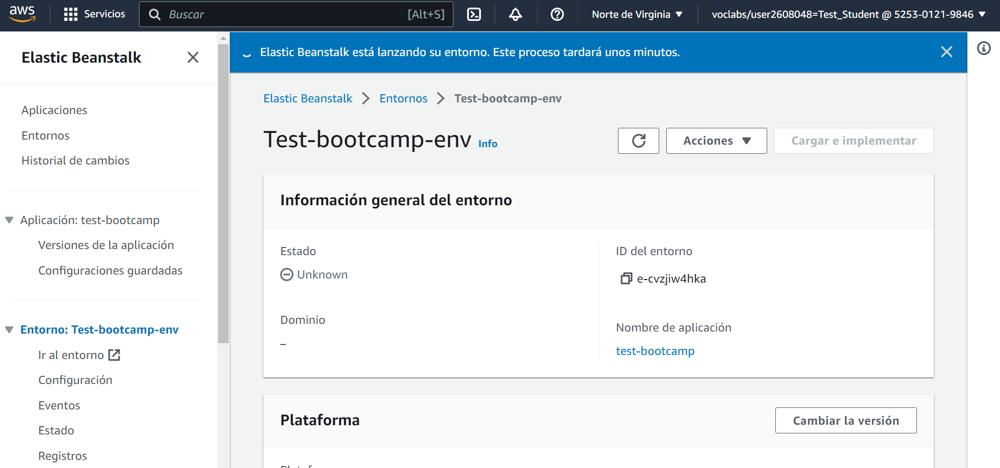 aws
Servicios
Buscar
[Alt+S]
Norte de Virginia
voclabs/user2608048=Test_Student @ 5253-0121-9846
Elastic Beanstalk
Aplicaciones
Entornos
Historial de cambios
Aplicación: test-bootcamp
Versiones de la aplicación
Configuraciones guardadas
Entorno: Test-bootcamp-env
Ir al entorno
Configuración
Eventos
Estado
Registros
Elastic Beanstalk está lanzando su entorno. Este proceso tardará unos minutos.
Elastic Beanstalk
Entornos
Test-bootcamp-env
Test-bootcamp-env Info
Acciones
Cargar e implementar
Información general del entorno
Estado
Unknown
Dominio
–
ID del entorno
e-cvzjiw4hka
Nombre de aplicación
test-bootcamp
Plataforma
Cambiar la versión